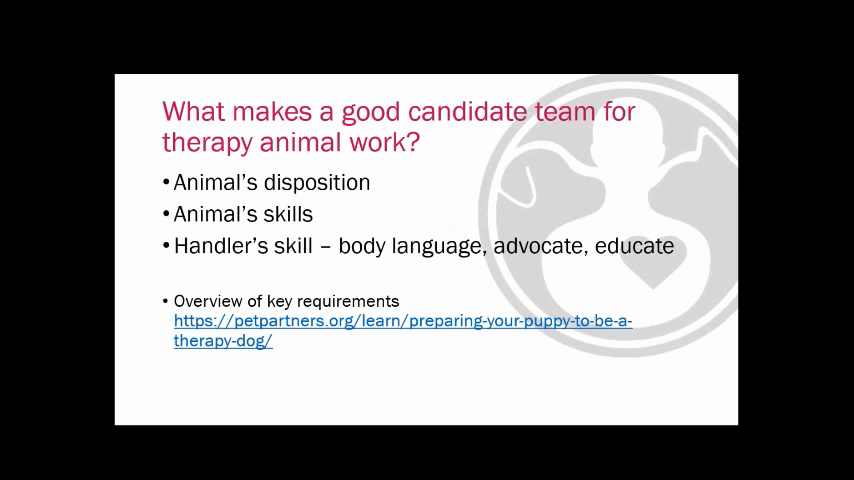 What makes a good candidate team for
therapy animal work?
•Animal's disposition
•Animal's skills
•Handler's skill – body language, advocate, educate
• Overview of key requirements
https://petpartners.org/learn/preparing-your-puppy-to-be-a-
therapy-dog/